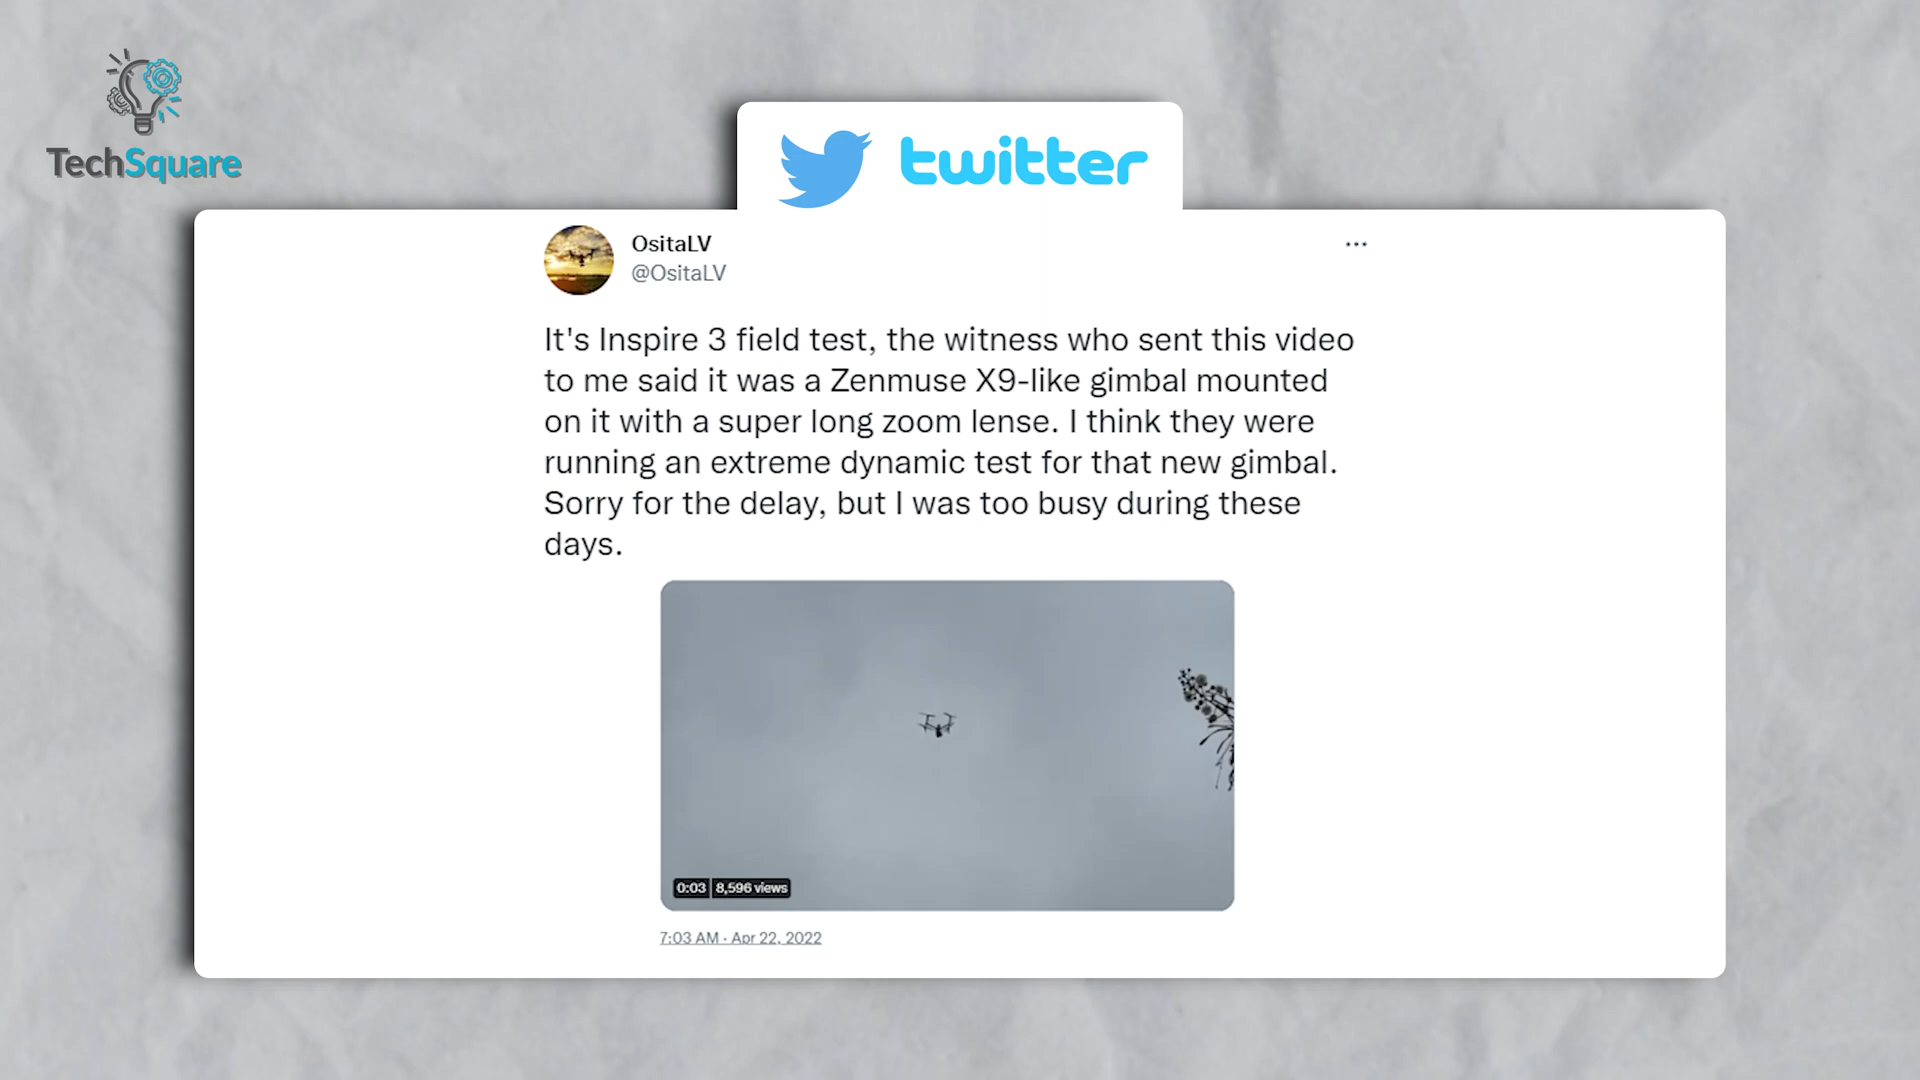 TechSquare
twitter
OsitaLV
@OsitaLV
...
It's Inspire 3 field test, the witness who sent this video
to me said it was a Zenmuse X9-like gimbal mounted
on it with a super long zoom lense. I think they were
running an extreme dynamic test for that new gimbal.
Sorry for the delay, but I was too busy during these
days.
0:03 8,596 views
7:03 AM · Apr 22, 2022